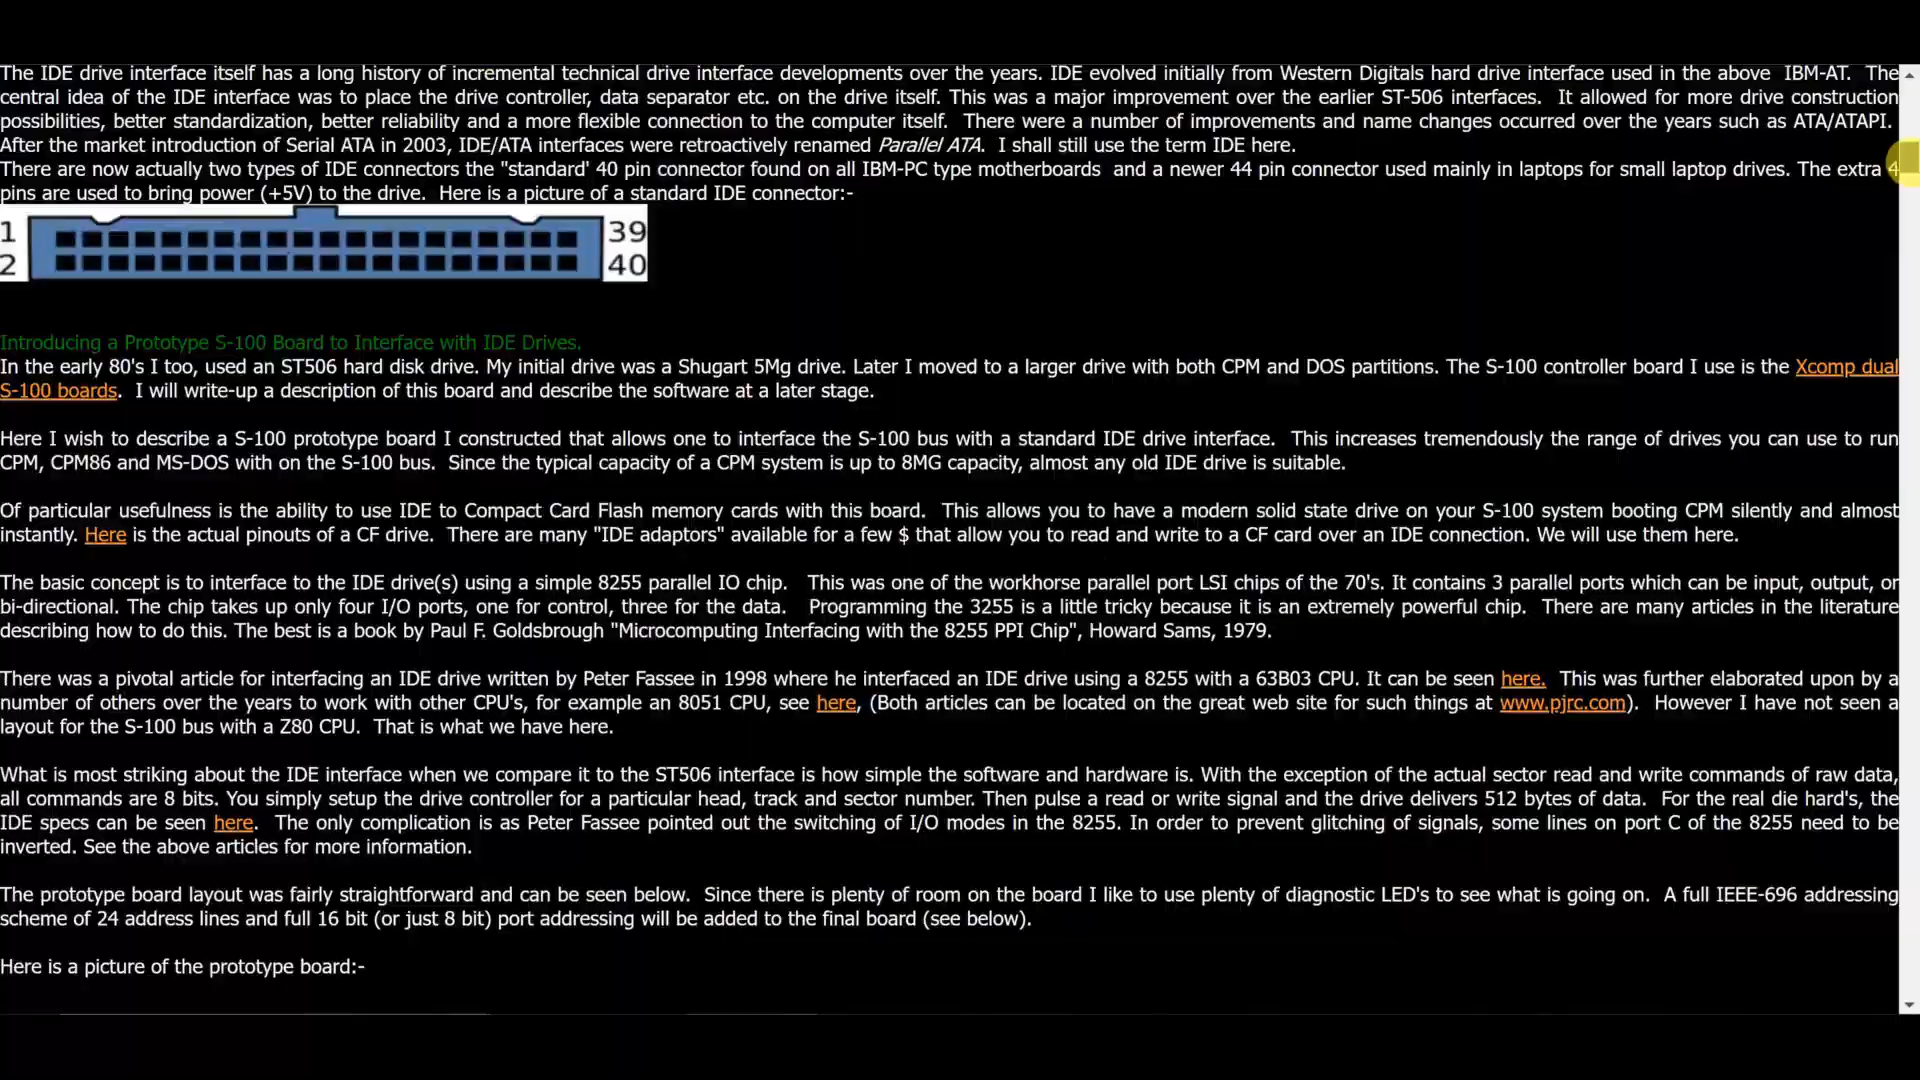 The IDE drive interface itself has a long history of incremental technical drive interface developments over the years. IDE evolved initially from Western Digitals hard drive interface used in the above IBM-AT. The
central idea of the IDE interface was to place the drive controller, data separator etc. on the drive itself. This was a major improvement over the earlier ST-506 interfaces. It allowed for more drive construction
possibilities, better standardization, better reliability and a more flexible connection to the computer itself. There were a number of improvements and name changes occurred over the years such as ATA/ATAPI.
After the market introduction of Serial ATA in 2003, IDE/ATA interfaces were retroactively renamed Parallel ATA. I shall still use the term IDE here.
There are now actually two types of IDE connectors the "standard' 40 pin connector found on all IBM-PC type motherboards and a newer 44 pin connector used mainly in laptops for small laptop drives. The extra 4
pins are used to bring power (+5V) to the drive. Here is a picture of a standard IDE connector:-
1 39
2 40
Introducing a Prototype S-100 Board to Interface with IDE Drives.
In the early 80's I too, used an ST506 hard disk drive. My initial drive was a Shugart 5Mg drive. Later I moved to a larger drive with both CPM and DOS partitions. The S-100 controller board I use is the Xcomp dual
S-100 boards. I will write-up a description of this board and describe the software at a later stage.
Here I wish to describe a S-100 prototype board I constructed that allows one to interface the S-100 bus with a standard IDE drive interface. This increases tremendously the range of drives you can use to run
CPM, CPM86 and MS-DOS with on the S-100 bus. Since the typical capacity of a CPM system is up to 8MG capacity, almost any old IDE drive is suitable.
Of particular usefulness is the ability to use IDE to Compact Card Flash memory cards with this board. This allows you to have a modern solid state drive on your S-100 system booting CPM silently and almost
instantly. Here is the actual pinouts of a CF drive. There are many "IDE adaptors" available for a few $ that allow you to read and write to a CF card over an IDE connection. We will use them here.
The basic concept is to interface to the IDE drive(s) using a simple 8255 parallel IO chip. This was one of the workhorse parallel port LSI chips of the 70's. It contains 3 parallel ports which can be input, output, or
bi-directional. The chip takes up only four I/O ports, one for control, three for the data. Programming the 3255 is a little tricky because it is an extremely powerful chip. There are many articles in the literature
describing how to do this. The best is a book by Paul F. Goldsbrough "Microcomputing Interfacing with the 8255 PPI Chip", Howard Sams, 1979.
There was a pivotal article for interfacing an IDE drive written by Peter Fassee in 1998 where he interfaced an IDE drive using a 8255 with a 63B03 CPU. It can be seen here. This was further elaborated upon by a
number of others over the years to work with other CPU's, for example an 8051 CPU, see here, (Both articles can be located on the great web site for such things at www.pjrc.com). However I have not seen a
layout for the S-100 bus with a Z80 CPU. That is what we have here.
What is most striking about the IDE interface when we compare it to the ST506 interface is how simple the software and hardware is. With the exception of the actual sector read and write commands of raw data,
all commands are 8 bits. You simply setup the drive controller for a particular head, track and sector number. Then pulse a read or write signal and the drive delivers 512 bytes of data. For the real die hard's, the
IDE specs can be seen here. The only complication is as Peter Fassee pointed out the switching of I/O modes in the 8255. In order to prevent glitching of signals, some lines on port C of the 8255 need to be
inverted. See the above articles for more information.
The prototype board layout was fairly straightforward and can be seen below. Since there is plenty of room on the board I like to use plenty of diagnostic LED's to see what is going on. A full IEEE-696 addressing
scheme of 24 address lines and full 16 bit (or just 8 bit) port addressing will be added to the final board (see below).
Here is a picture of the prototype board:-